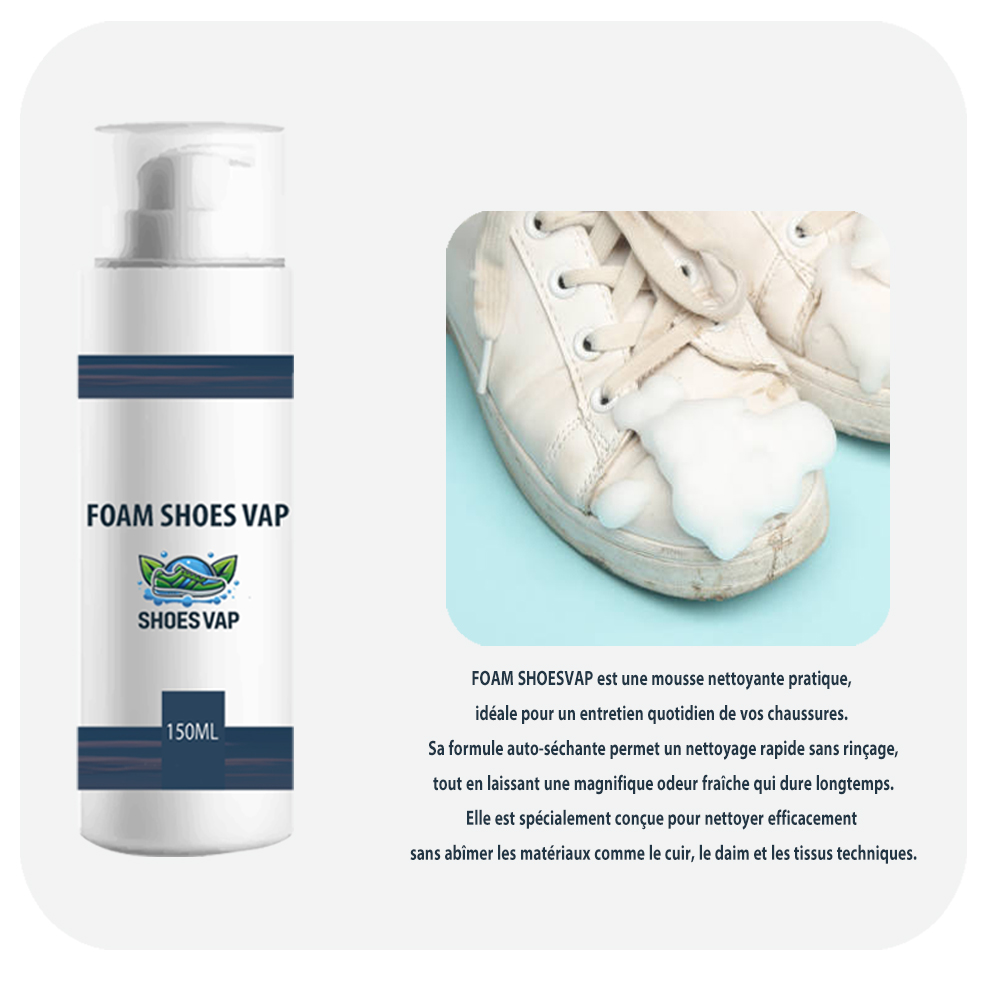 FOAM SHOES VAP
SHOES VAP
150ML
FOAM SHOESVAP est une mousse nettoyante pratique,
idéale pour un entretien quotidien de vos chaussures.
Sa formule auto-séchante permet un nettoyage rapide sans rinçage,
tout en laissant une magnifique odeur fraîche qui dure longtemps.
Elle est spécialement conçue pour nettoyer efficacement
sans abîmer les matériaux comme le cuir, le daim et les tissus techniques.